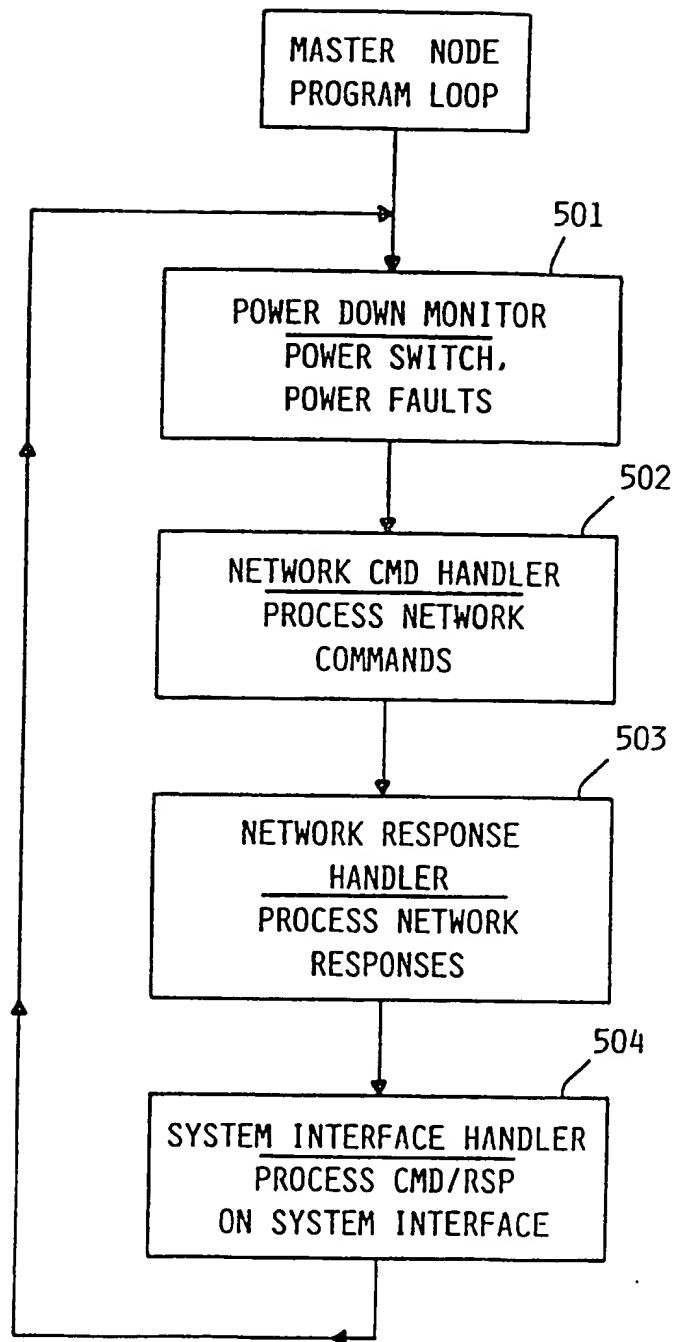 MASTER NODE
PROGRAM LOOP
501
POWER DOWN MONITOR
POWER SWITCH,
POWER FAULTS
502
NETWORK CMD HANDLER
PROCESS NETWORK
COMMANDS
503
NETWORK RESPONSE
HANDLER
PROCESS NETWORK
RESPONSES
504
SYSTEM INTERFACE HANDLER
PROCESS CMD/RSP
ON SYSTEM INTERFACE